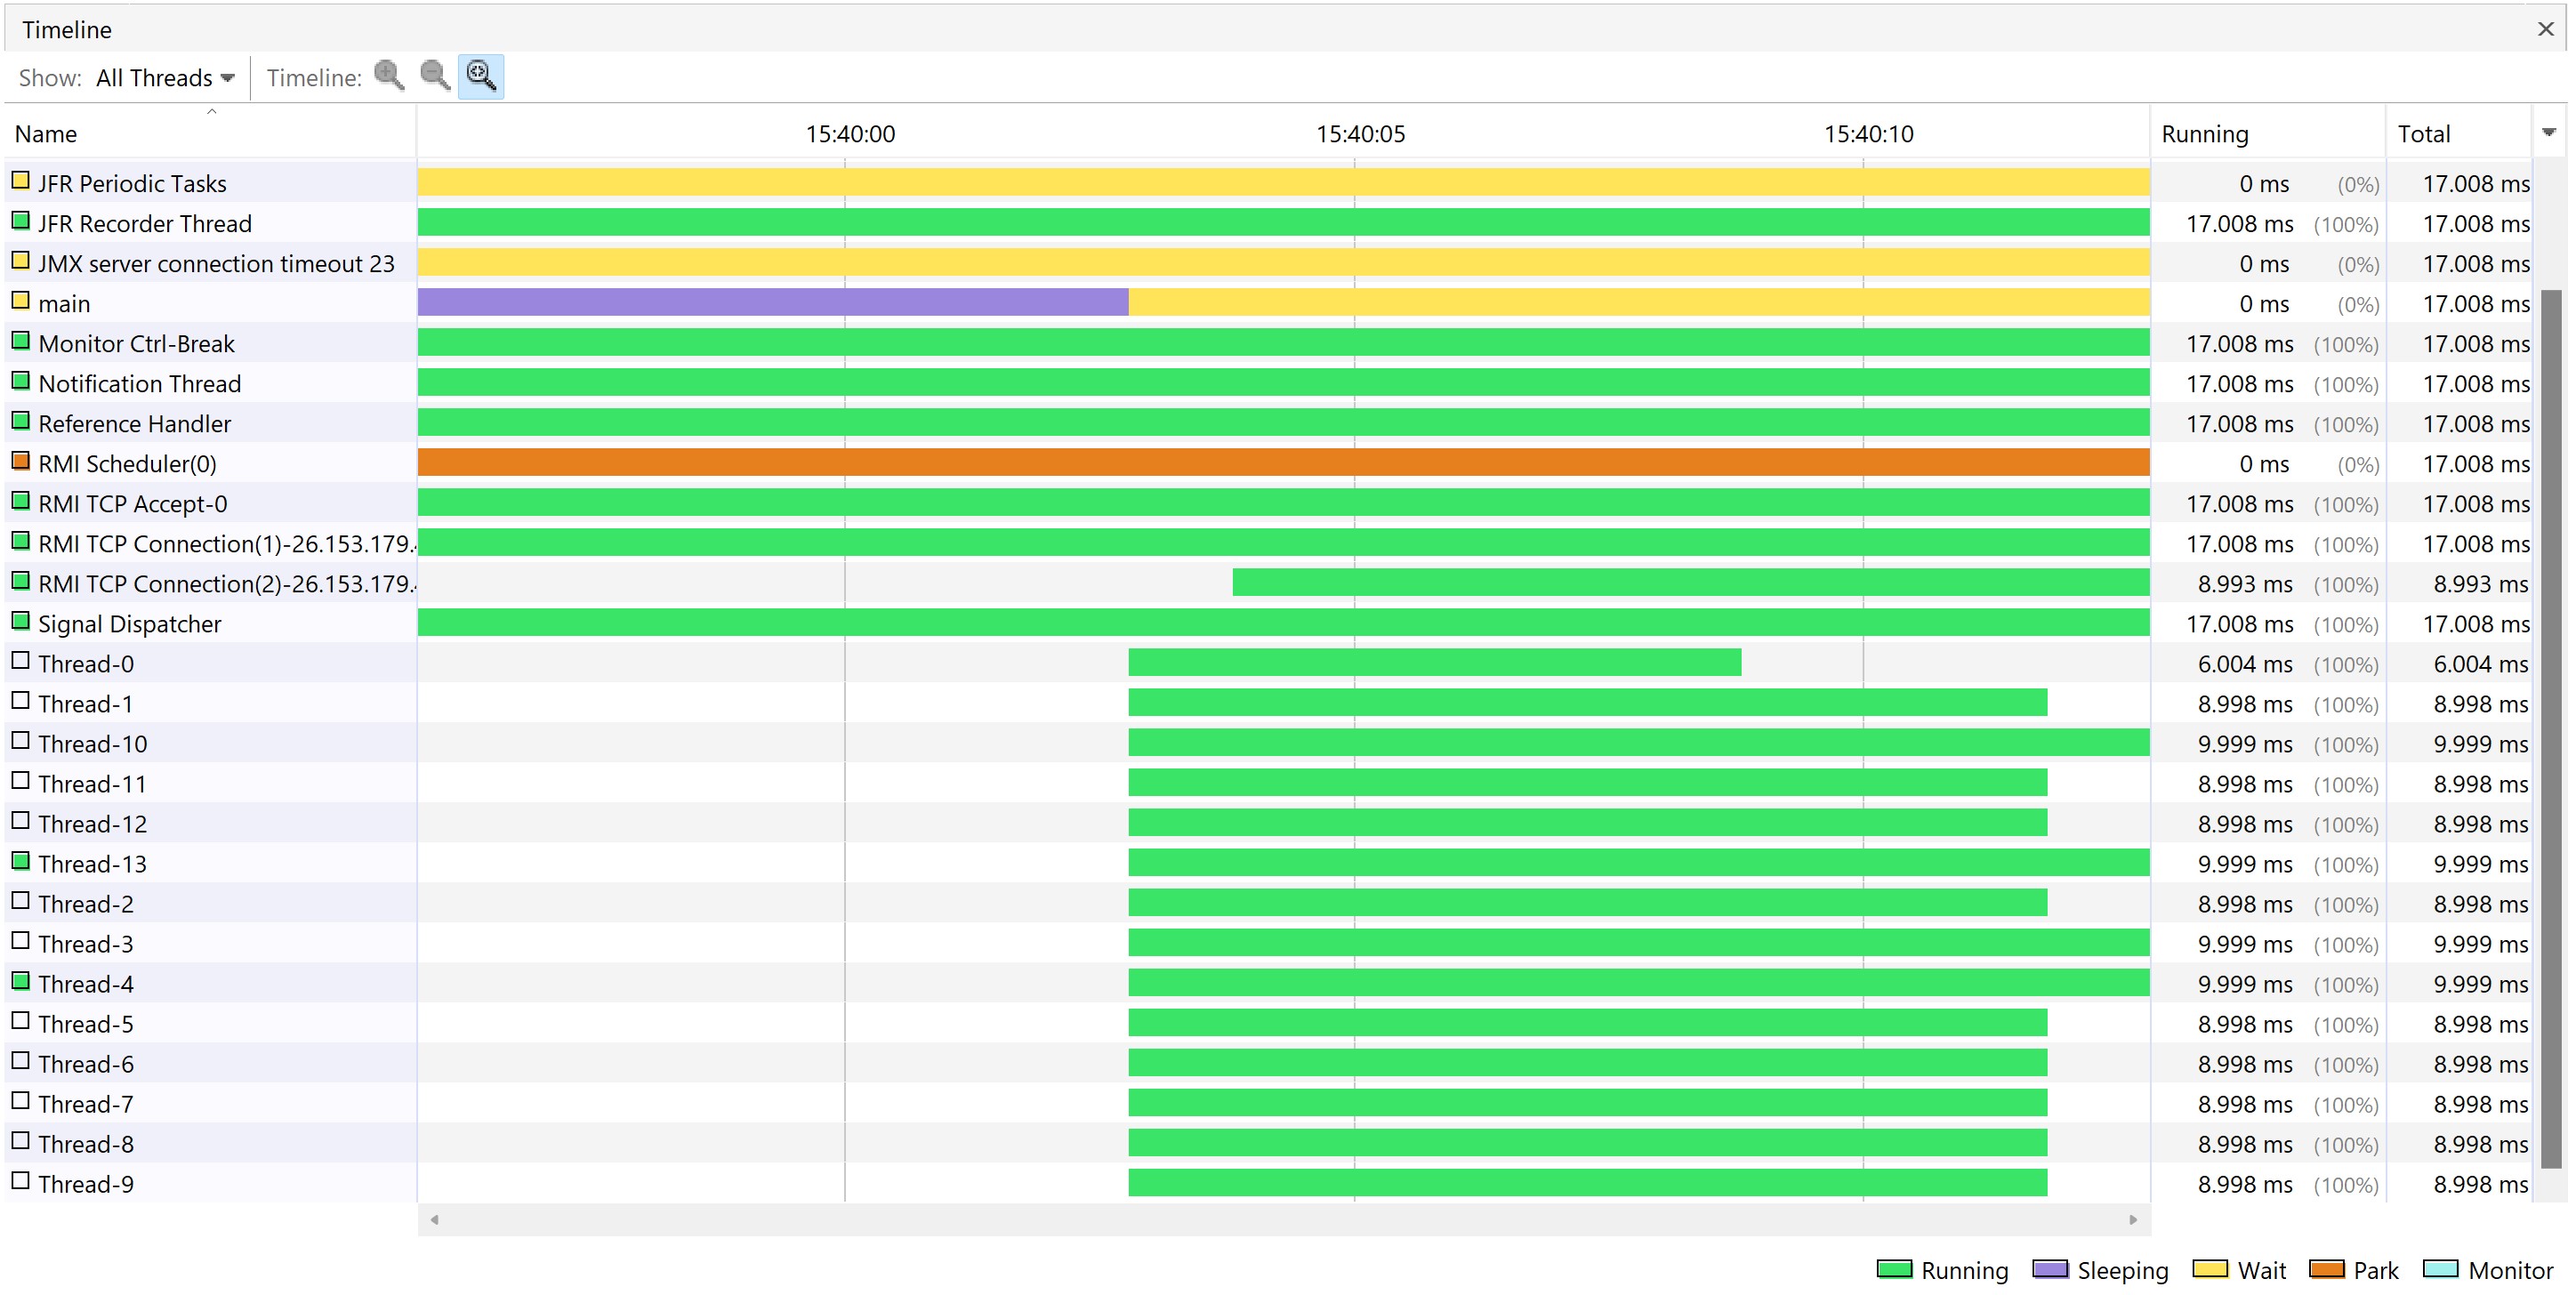 Timeline
Show: All Threads Timeline:
Name 15:40:00 15:40:05 15:40:10 Running Total
JFR Periodic Tasks 0 ms (0%) 17.008 ms
JFR Recorder Thread 17.008 ms (100%) 17.008 ms
JMX server connection timeout 23 0 ms (0%) 17.008 ms
main 0 ms (0%) 17.008 ms
Monitor Ctrl-Break 17.008 ms (100%) 17.008 ms
Notification Thread 17.008 ms (100%) 17.008 ms
Reference Handler 17.008 ms (100%) 17.008 ms
RMI Scheduler(0) 0 ms (0%) 17.008 ms
RMI TCP Accept-0 17.008 ms (100%) 17.008 ms
RMI TCP Connection(1)-26.153.179. 17.008 ms (100%) 17.008 ms
RMI TCP Connection(2)-26.153.179. 8.993 ms (100%) 8.993 ms
Signal Dispatcher 17.008 ms (100%) 17.008 ms
Thread-0 6.004 ms (100%) 6.004 ms
Thread-1 8.998 ms (100%) 8.998 ms
Thread-10 9.999 ms (100%) 9.999 ms
Thread-11 8.998 ms (100%) 8.998 ms
Thread-12 8.998 ms (100%) 8.998 ms
Thread-13 9.999 ms (100%) 9.999 ms
Thread-2 8.998 ms (100%) 8.998 ms
Thread-3 9.999 ms (100%) 9.999 ms
Thread-4 9.999 ms (100%) 9.999 ms
Thread-5 8.998 ms (100%) 8.998 ms
Thread-6 8.998 ms (100%) 8.998 ms
Thread-7 8.998 ms (100%) 8.998 ms
Thread-8 8.998 ms (100%) 8.998 ms
Thread-9 8.998 ms (100%) 8.998 ms
Running Sleeping Wait Park Monitor